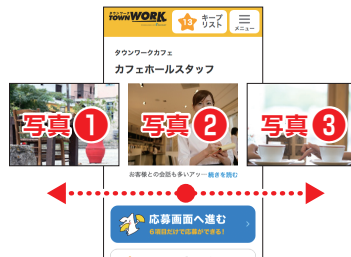 タウンワーク
TOWNWORK
13
キープ
リスト
メニュー
タウンワークカフェ
カフェホールスタッフ
写真1 写真2 写真3
お客様との会話も多いアッ… 続きを読む
応募画面へ進む
6項目だけで応募ができる!